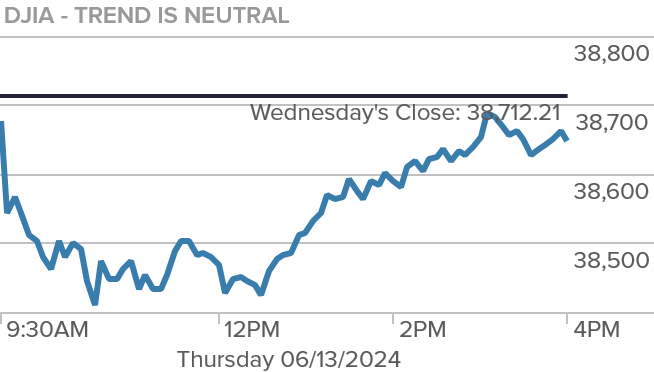 DJIA - TREND IS NEUTRAL
38,800
Wednesday's Close: 38,712.21
38,700
38,600
38,500
9:30AM 12PM 2PM 4PM
Thursday 06/13/2024